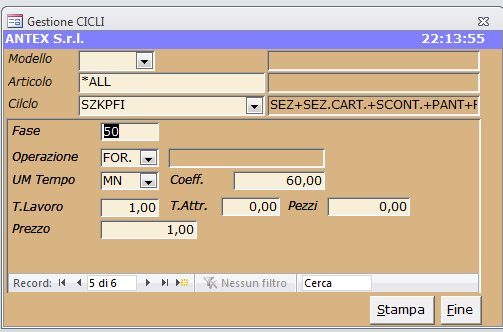 Gestione CICLI
ANTEX S.r.l. 22:13:55
Modello
Articolo *ALL
Cilclo SZKPFI SEZ+SEZ.CART.+SCONT.+PANT+F
Fase 50
Operazione FOR.
UM Tempo MN Coeff. 60,00
T.Lavoro 1,00 T.Attr. 0,00 Pezzi 0,00
Prezzo 1,00
Record: 5 di 6 Nessun filtro Cerca
Stampa Fine